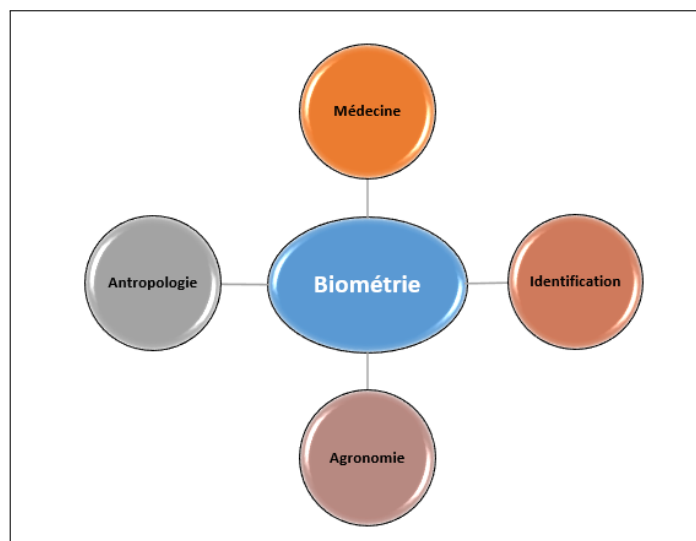 Médecine
Antropologie
Biométrie
Identification
Agronomie